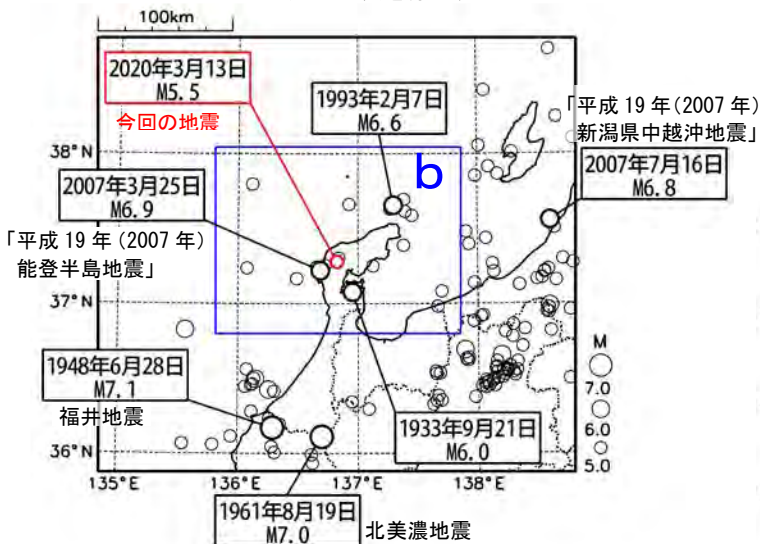 100km
2020年3月13日
M5.5
今回の地震
1993年2月7日
M6.6
「平成 19 年(2007 年)
新潟県中越沖地震」
2007年7月16日
M6.8
38°N
b
2007年3月25日
M6.9
「平成 19 年(2007 年)
能登半島地震」
37°N
1948年6月28日
M7.1
福井地震
M
7.0
6.0
5.0
1933年9月21日
M6.0
36°N
135°E
136°E
137°E
138°E
1961年8月19日
M7.0
北美濃地震